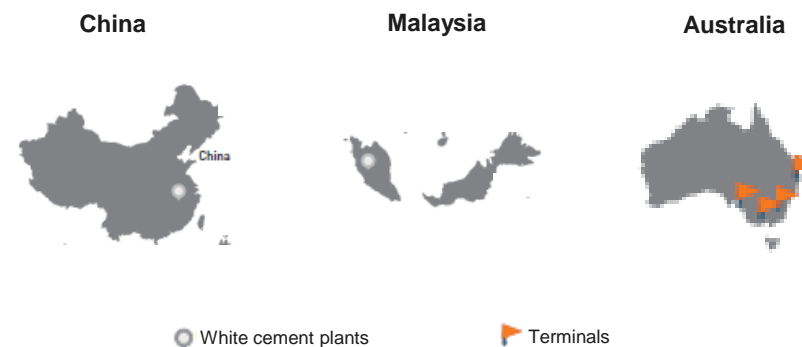 China
Malaysia
Australia
China
White cement plants
Terminals